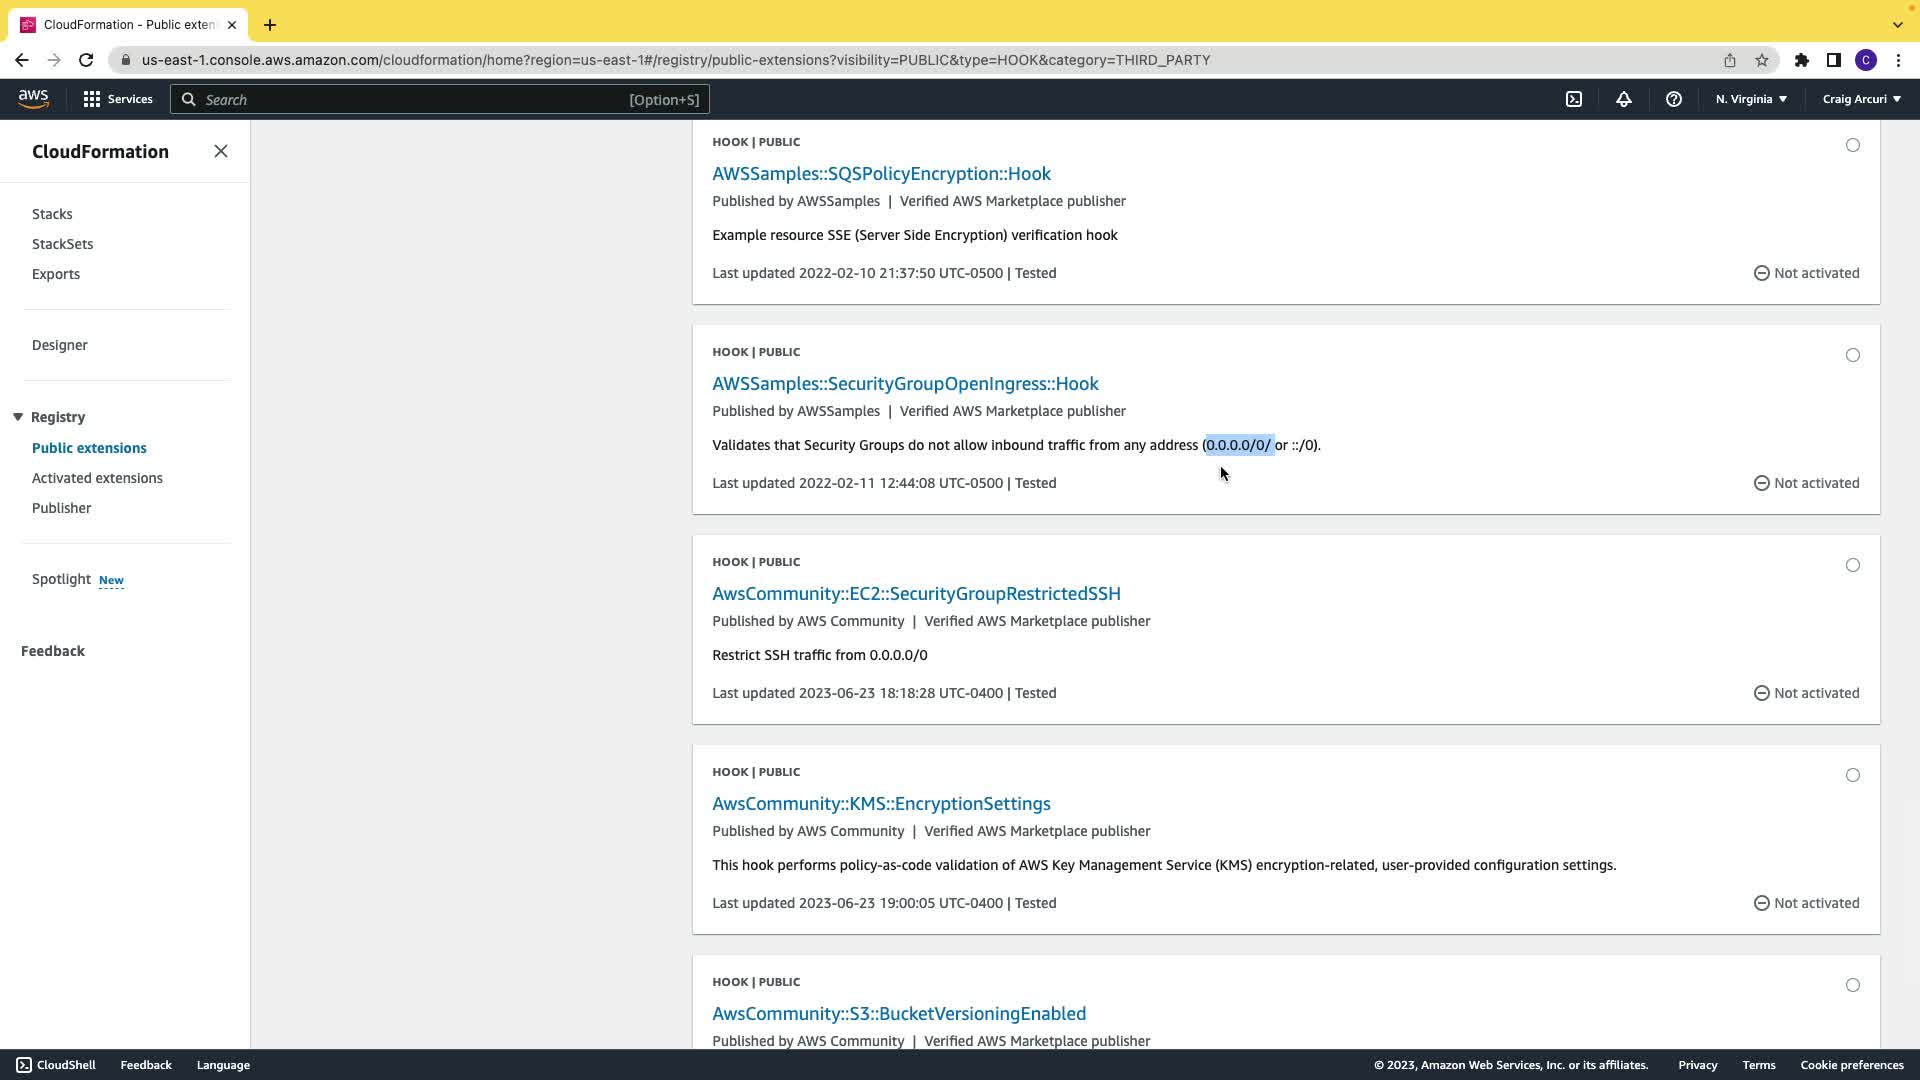 CloudFormation - Public exten
us-east-1.console.aws.amazon.com/cloudformation/home?region=us-east-1#/registry/public-extensions?visibility=PUBLIC&type=HOOK&category=THIRD_PARTY
C
aws
Services
Search
[Option+S]
N. Virginia
Craig Arcuri
CloudFormation
Stacks
StackSets
Exports
Designer
Registry
Public extensions
Activated extensions
Publisher
Spotlight New
Feedback
HOOK | PUBLIC
AWSSamples::SQSPolicyEncryption::Hook
Published by AWSSamples | Verified AWS Marketplace publisher
Example resource SSE (Server Side Encryption) verification hook
Last updated 2022-02-10 21:37:50 UTC-0500 | Tested
Not activated
HOOK | PUBLIC
AWSSamples::SecurityGroupOpenIngress::Hook
Published by AWSSamples | Verified AWS Marketplace publisher
Validates that Security Groups do not allow inbound traffic from any address (0.0.0.0/0/ or ::/0).
Last updated 2022-02-11 12:44:08 UTC-0500 | Tested
Not activated
HOOK | PUBLIC
AwsCommunity::EC2::SecurityGroupRestrictedSSH
Published by AWS Community | Verified AWS Marketplace publisher
Restrict SSH traffic from 0.0.0.0/0
Last updated 2023-06-23 18:18:28 UTC-0400 | Tested
Not activated
HOOK | PUBLIC
AwsCommunity::KMS::EncryptionSettings
Published by AWS Community | Verified AWS Marketplace publisher
This hook performs policy-as-code validation of AWS Key Management Service (KMS) encryption-related, user-provided configuration settings.
Last updated 2023-06-23 19:00:05 UTC-0400 | Tested
Not activated
HOOK | PUBLIC
AwsCommunity::S3::BucketVersioningEnabled
Published by AWS Community | Verified AWS Marketplace publisher
CloudShell
Feedback
Language
© 2023, Amazon Web Services, Inc. or its affiliates.
Privacy
Terms
Cookie preferences